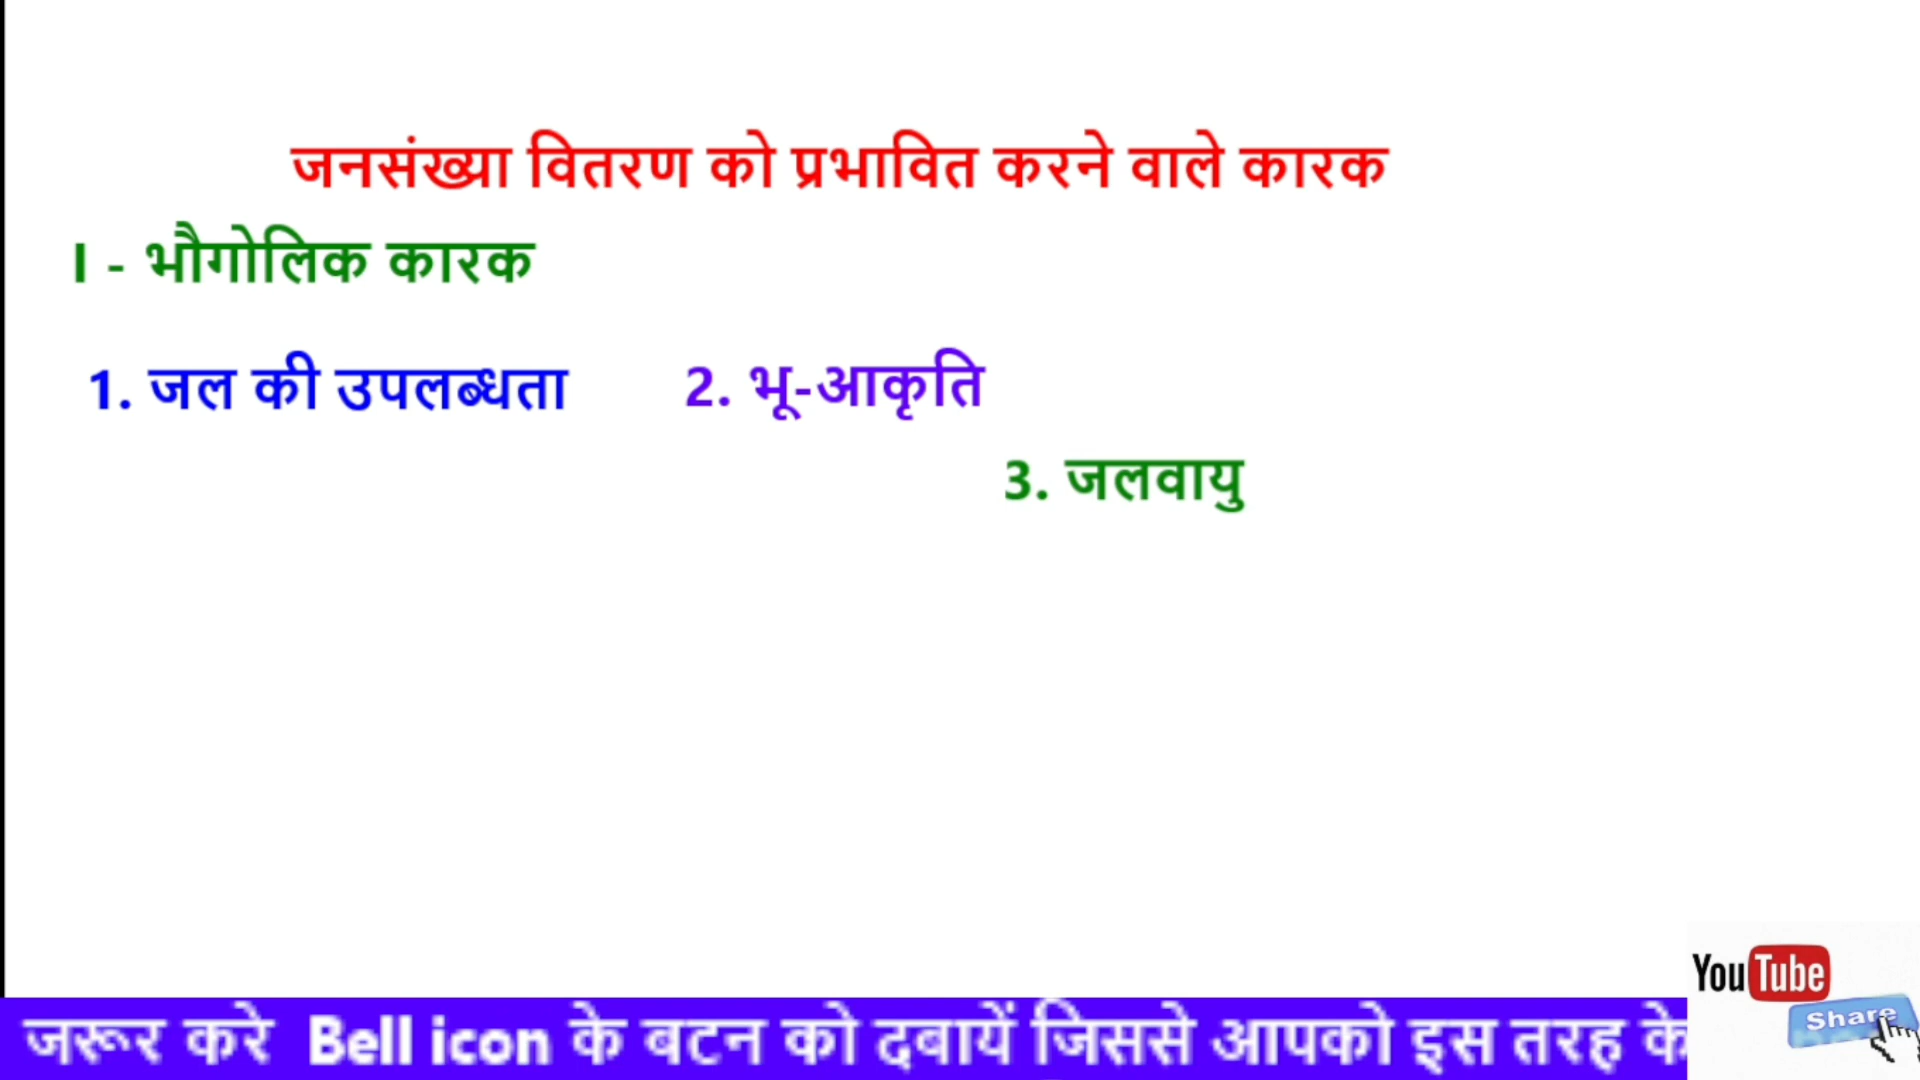 जनसंख्या वितरण को प्रभावित करने वाले कारक
I - भौगोलिक कारक
1. जल की उपलब्धता 2. भू-आकृति
3. जलवायु
YouTube
Share
जरूर करे Bell icon के बटन को दबायें जिससे आपको इस तरह के